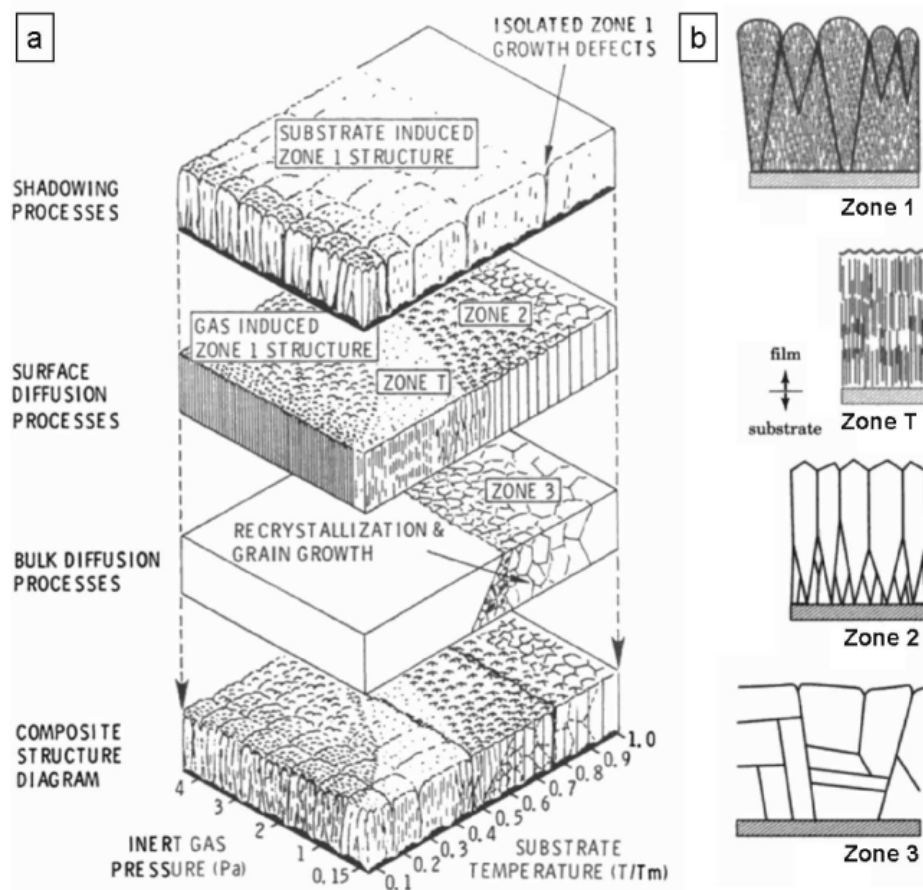 a
ISOLATED ZONE 1
GROWTH DEFECTS
SUBSTRATE INDUCED
ZONE 1 STRUCTURE
SHADOWING
PROCESSES
GAS INDUCED
ZONE 1 STRUCTURE
ZONE 2
ZONE T
SURFACE
DIFFUSION
PROCESSES
ZONE 3
RECRYSTALLIZATION &
GRAIN GROWTH
BULK DIFFUSION
PROCESSES
COMPOSITE
STRUCTURE
DIAGRAM
4
3
2
1
0.15
INERT GAS
PRESSURE (Pa)
0.1
0.2
0.3
0.4
0.5
0.6
0.7
0.8
0.9
1.0
SUBSTRATE
TEMPERATURE (T/Tm)
b
Zone 1
film
substrate
Zone T
Zone 2
Zone 3